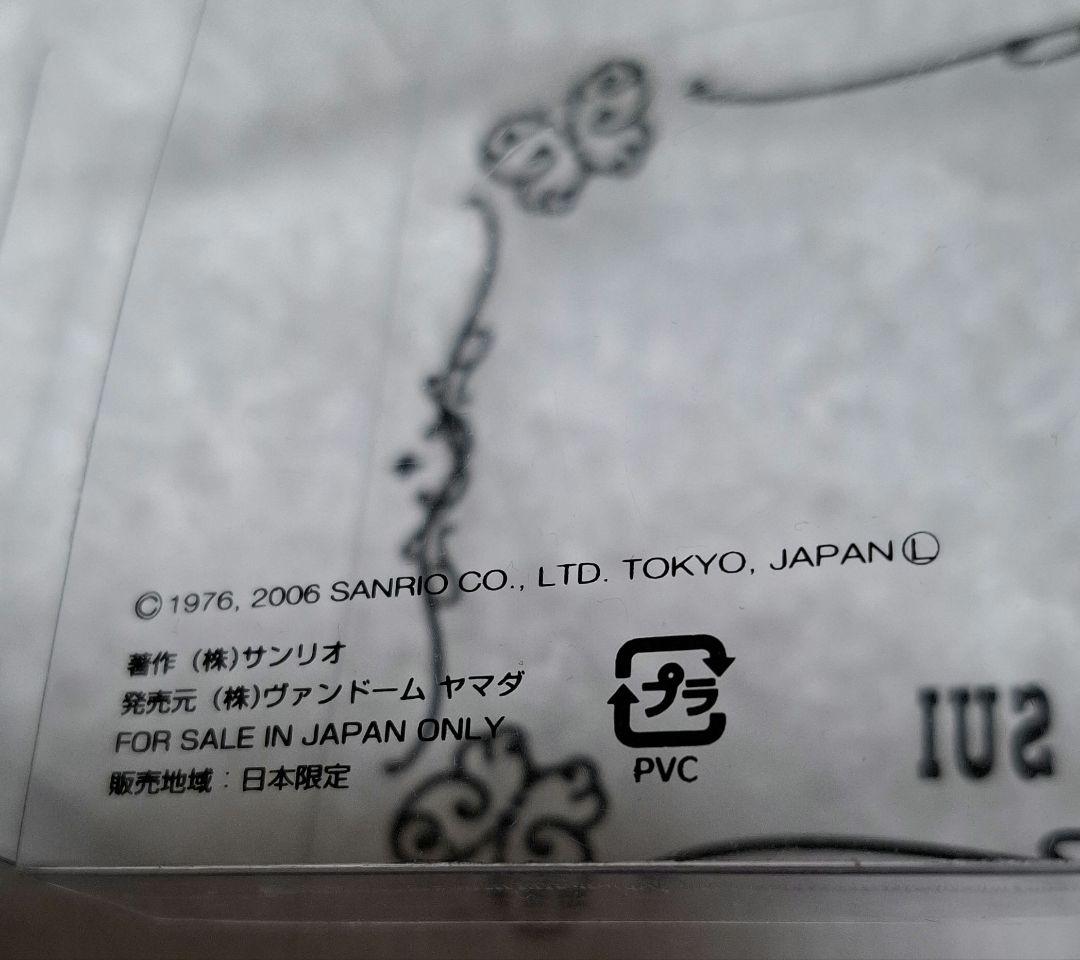 ©1976, 2006 SANRIO CO., LTD. TOKYO, JAPAN Ⓛ
著作 (株)サンリオ
発売元 (株)ヴァンドーム ヤマダ
FOR SALE IN JAPAN ONLY
販売地域：日本限定
プラ
PVC
SUI